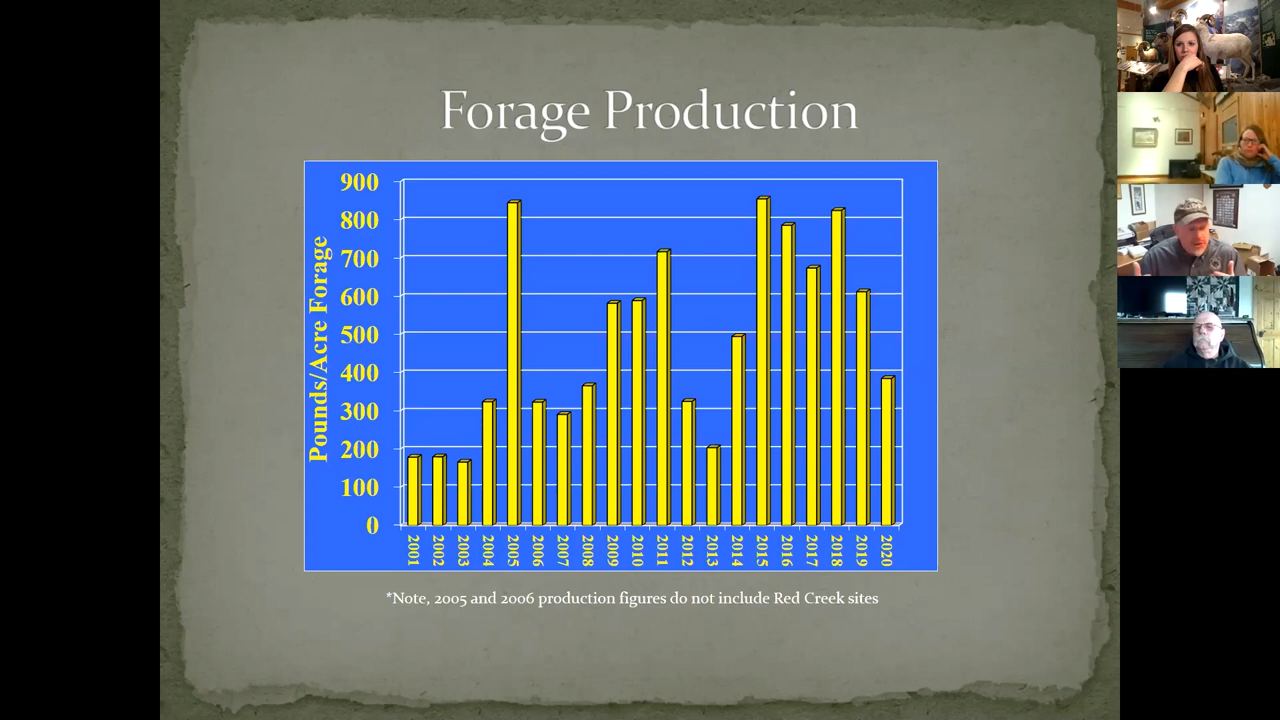 Forage Production
Pounds/Acre Forage
900
800
700
600
500
400
300
200
100
0
2001 2002 2003 2004 2005 2006 2007 2008 2009 2010 2011 2012 2013 2014 2015 2016 2017 2018 2019 2020
*Note, 2005 and 2006 production figures do not include Red Creek sites